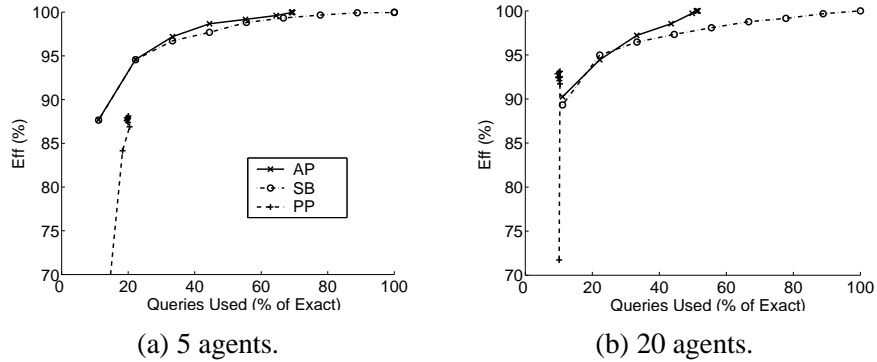 100
95
90
85
80
75
70
Eff (%)
0 20 40 60 80 100
Queries Used (% of Exact)
AP
SB
PP
(a) 5 agents.
100
95
90
85
80
75
70
Eff (%)
0 20 40 60 80 100
Queries Used (% of Exact)
(b) 20 agents.